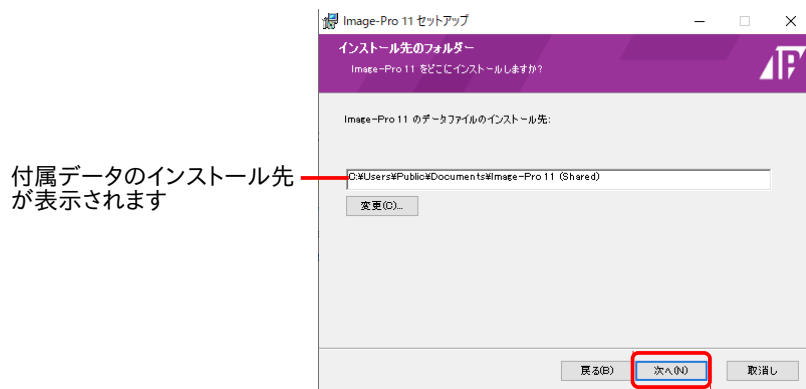 Image-Pro 11 セットアップ
インストール先のフォルダー
Image-Pro 11 をどこにインストールしますか?
Image-Pro 11 のデータファイルのインストール先:
付属データのインストール先
が表示されます
C:¥Users¥Public¥Documents¥Image-Pro 11 (Shared)
変更(C)...
戻る(B)
次へ(N)
取消し